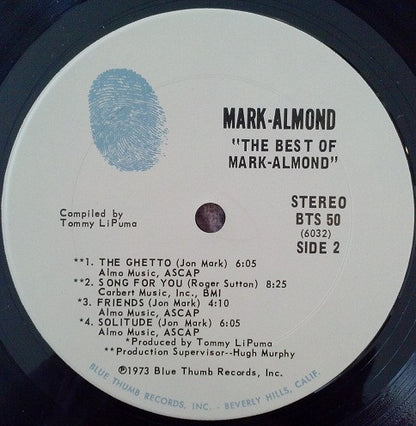 MARK-ALMOND
"THE BEST OF
MARK-ALMOND"
Compiled by
Tommy LiPuma
STEREO
BTS 50
(6032)
SIDE 2
**1. THE GHETTO (Jon Mark) 6:05
Almo Music, ASCAP
**2. SONG FOR YOU (Roger Sutton) 8:25
Carbert Music, Inc., BMI
*3. FRIENDS (Jon Mark) 4:10
Almo Music, ASCAP
*4. SOLITUDE (Jon Mark) 6:05
Almo Music, ASCAP
*Produced by Tommy LiPuma
**Production Supervisor--Hugh Murphy
℗1973 Blue Thumb Records, Inc.
BLUE THUMB RECORDS, INC. - BEVERLY HILLS, CALIF.